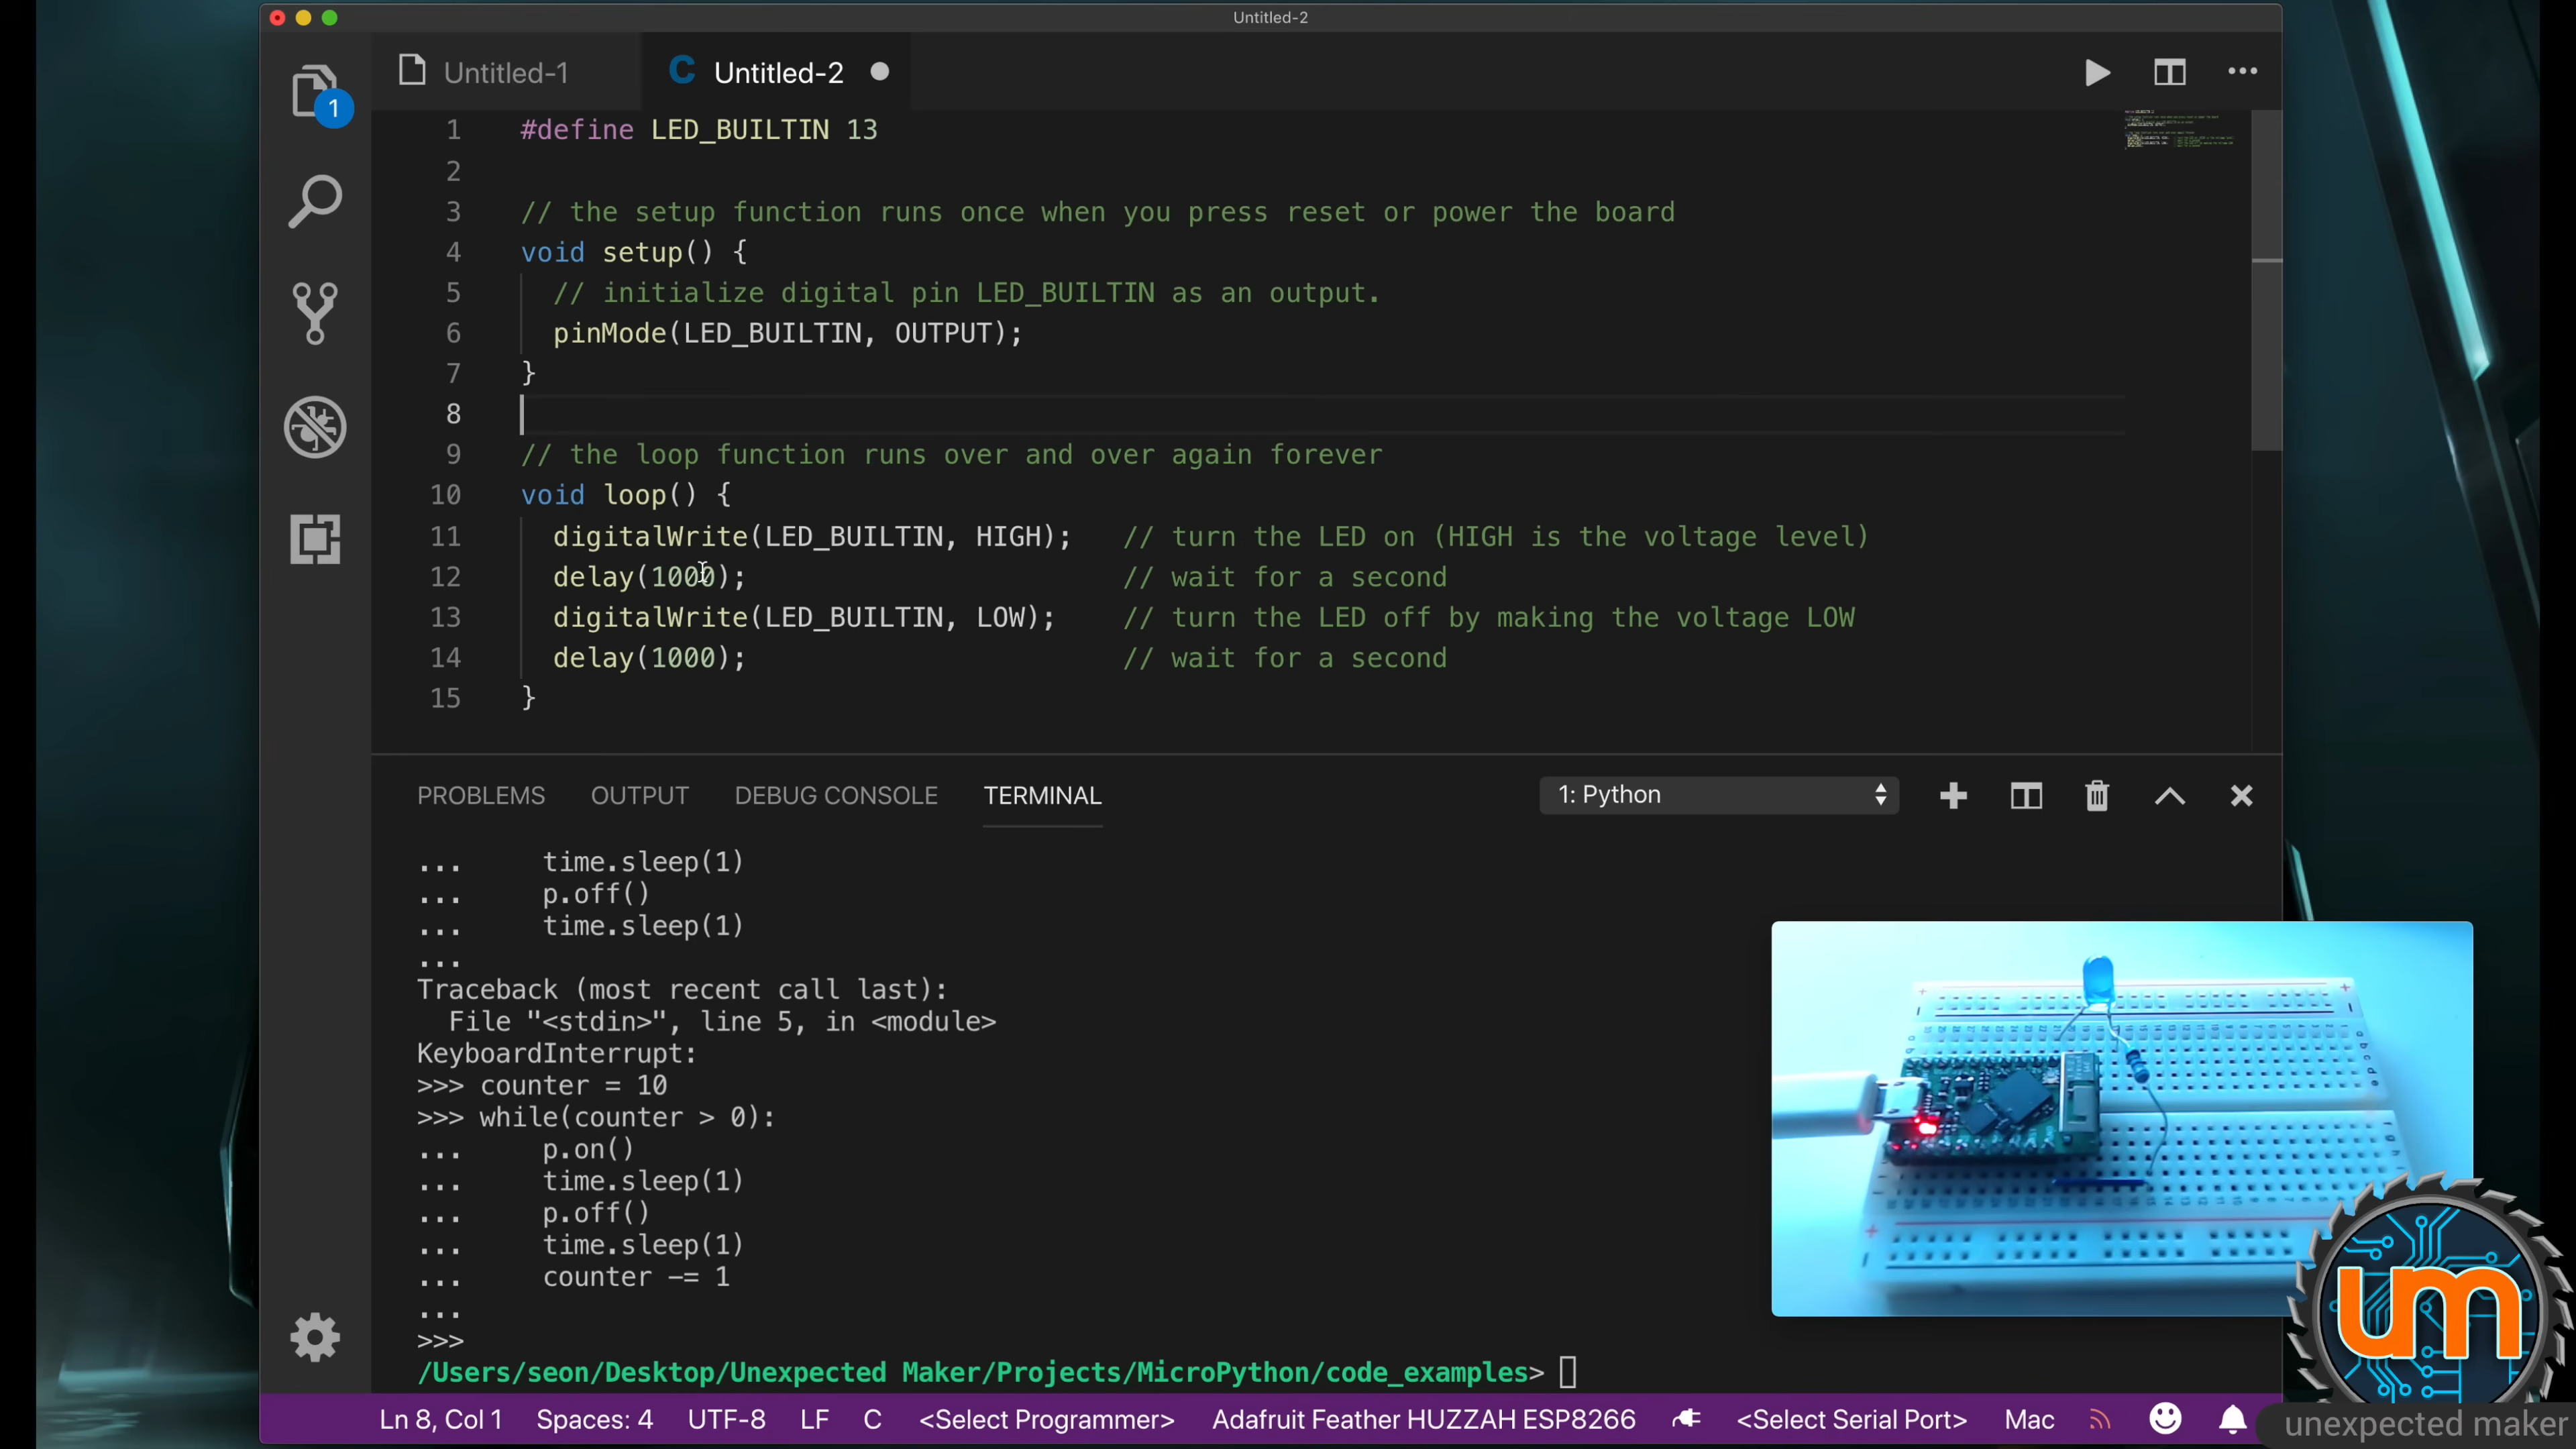 Untitled-2
Untitled-1
C Untitled-2
1
1 #define LED_BUILTIN 13
2
3 // the setup function runs once when you press reset or power the board
4 void setup() {
5 // initialize digital pin LED_BUILTIN as an output.
6 pinMode(LED_BUILTIN, OUTPUT);
7 }
8
9 // the loop function runs over and over again forever
10 void loop() {
11 digitalWrite(LED_BUILTIN, HIGH); // turn the LED on (HIGH is the voltage level)
12 delay(1000); // wait for a second
13 digitalWrite(LED_BUILTIN, LOW); // turn the LED off by making the voltage LOW
14 delay(1000); // wait for a second
15 }
PROBLEMS OUTPUT DEBUG CONSOLE TERMINAL 1: Python
... time.sleep(1)
... p.off()
... time.sleep(1)
...
Traceback (most recent call last):
File "<stdin>", line 5, in <module>
KeyboardInterrupt:
>>> counter = 10
>>> while(counter > 0):
... p.on()
... time.sleep(1)
... p.off()
... time.sleep(1)
... counter -= 1
...
>>>
/Users/seon/Desktop/Unexpected Maker/Projects/MicroPython/code_examples>
Ln 8, Col 1 Spaces: 4 UTF-8 LF C <Select Programmer> Adafruit Feather HUZZAH ESP8266 <Select Serial Port> Mac
um
unexpected maker